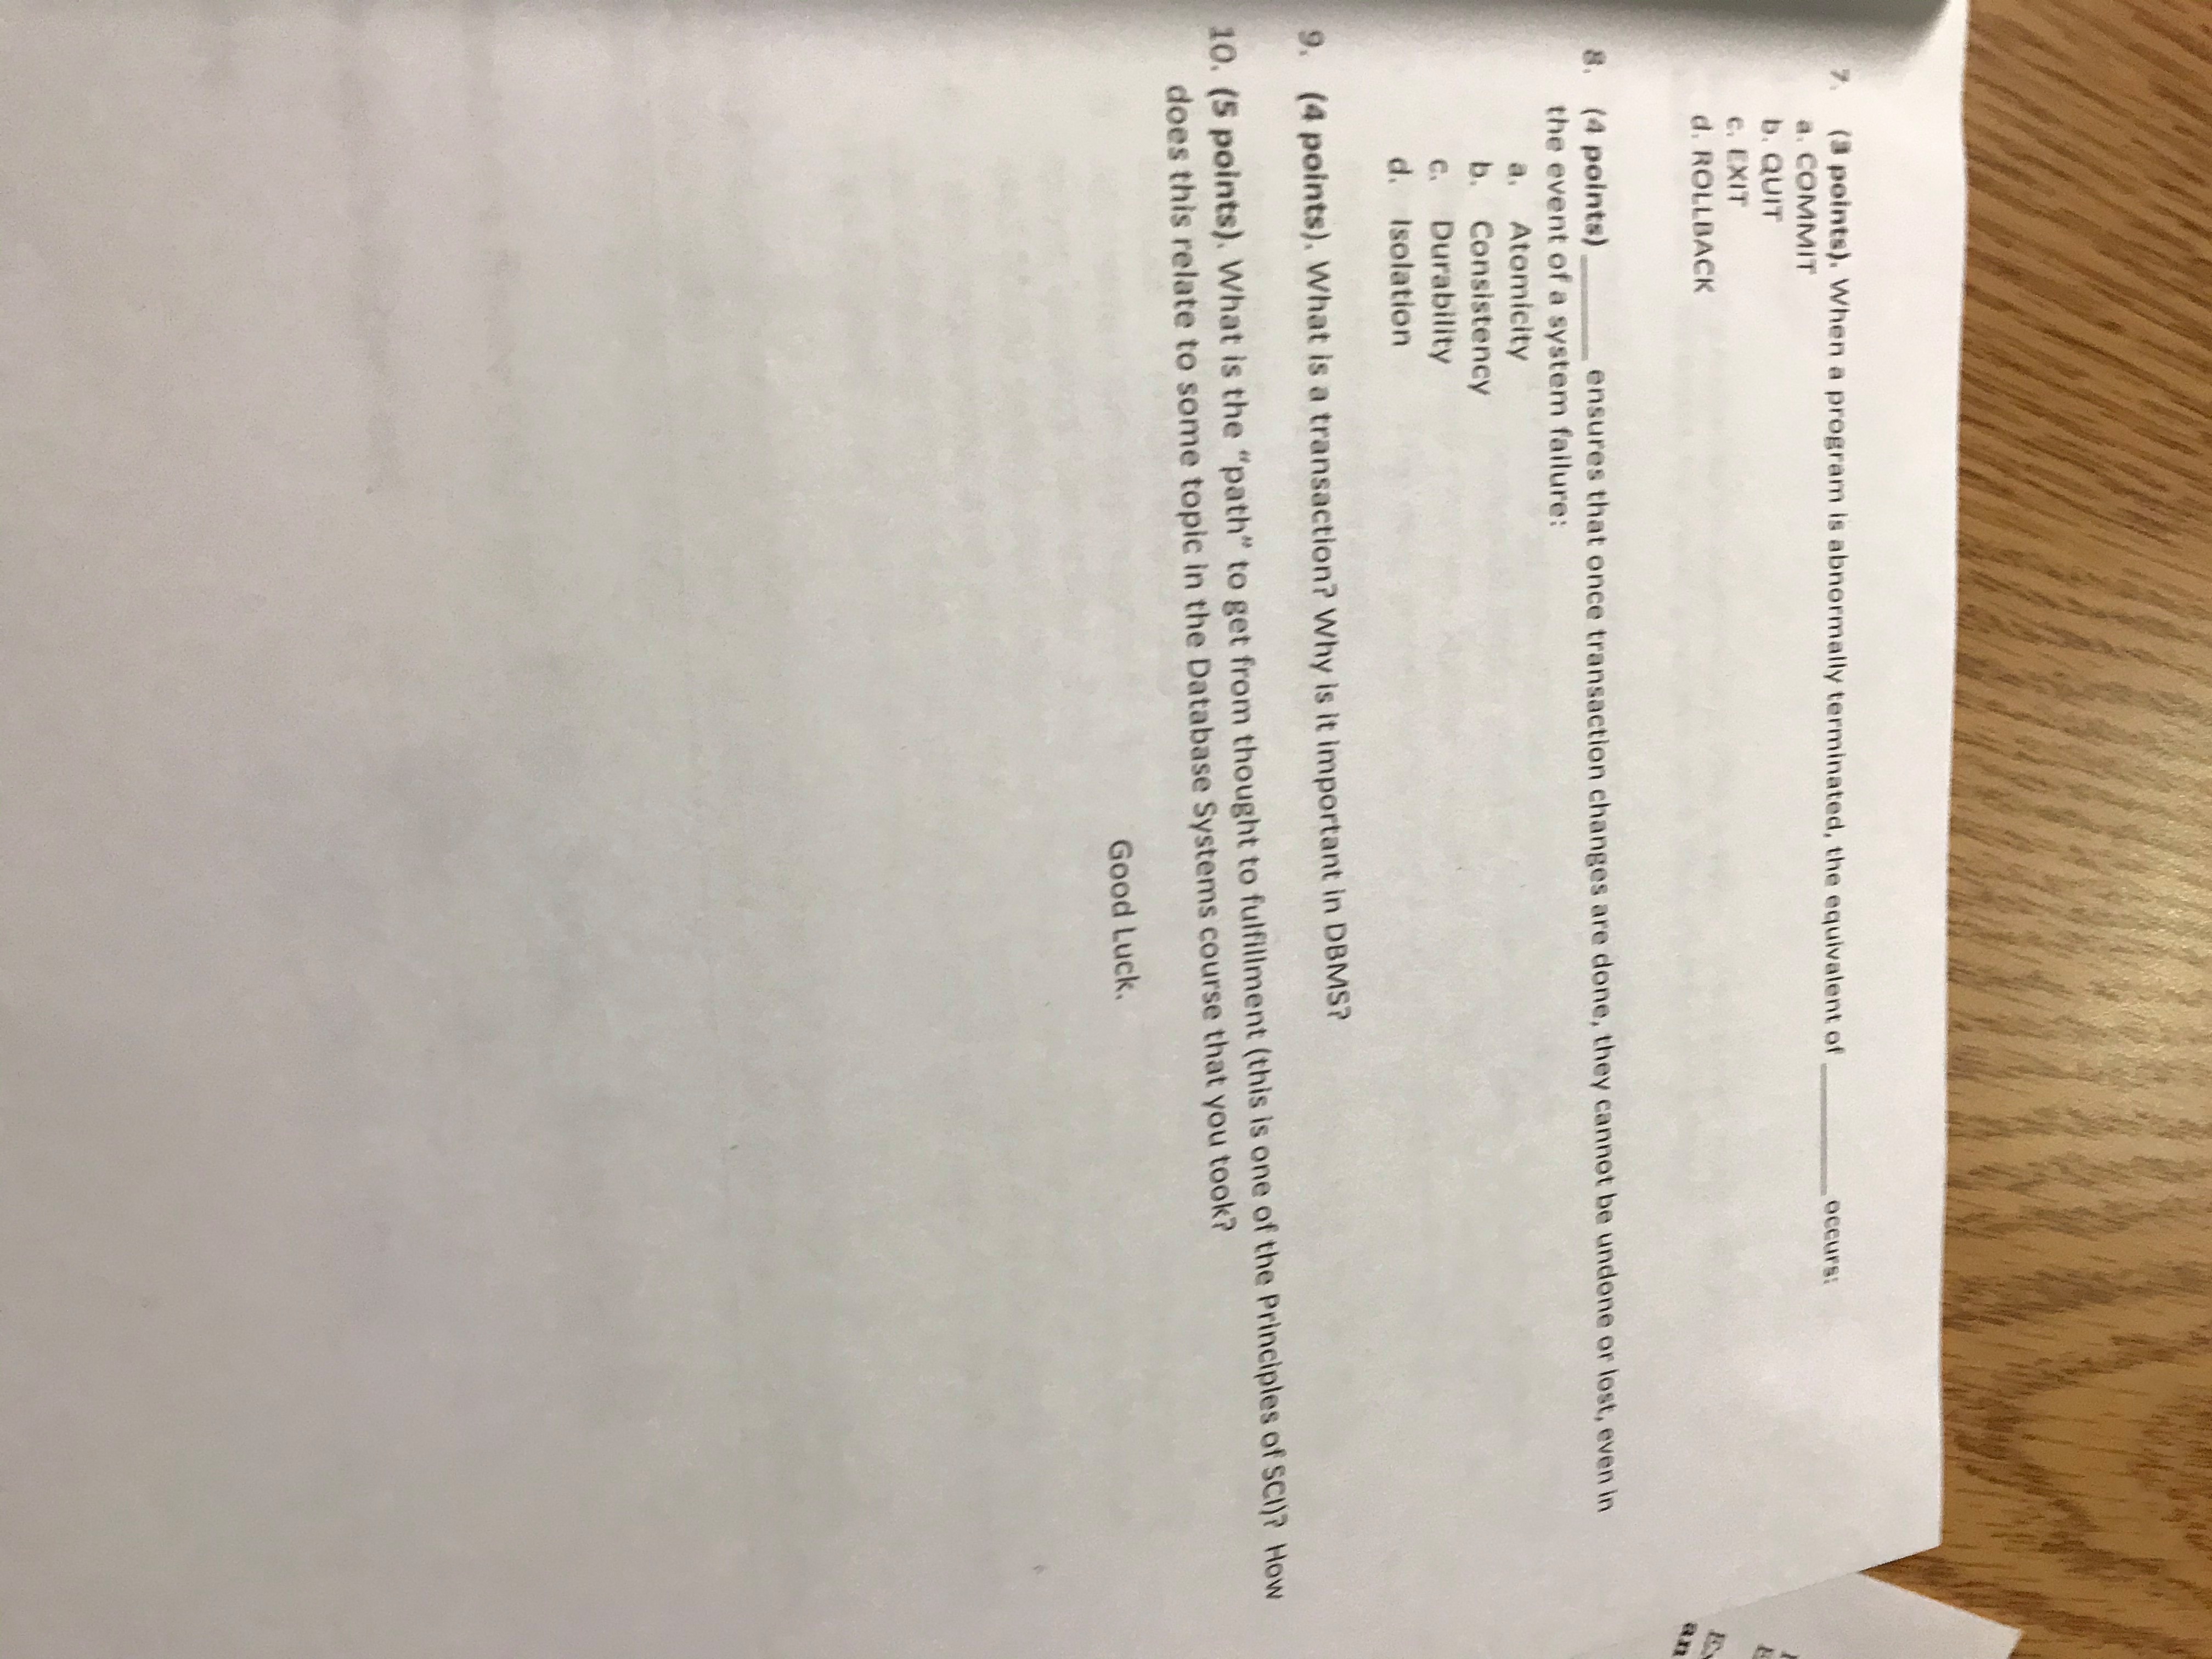 7. (3 points). When a program is abnormally terminated, the equivalent of ________ occurs:
a. COMMIT
b. QUIT
c. EXIT
d. ROLLBACK
8. (4 points) ______ ensures that once transaction changes are done, they cannot be undone or lost, even in
the event of a system failure:
a. Atomicity
b. Consistency
c. Durability
d. Isolation
9. (4 points). What is a transaction? Why is it important in DBMS?
10. (5 points). What is the “path” to get from thought to fulfillment (this is one of the Principles of SCI)? How
does this relate to some topic in the Database Systems course that you took?
Good Luck.
an